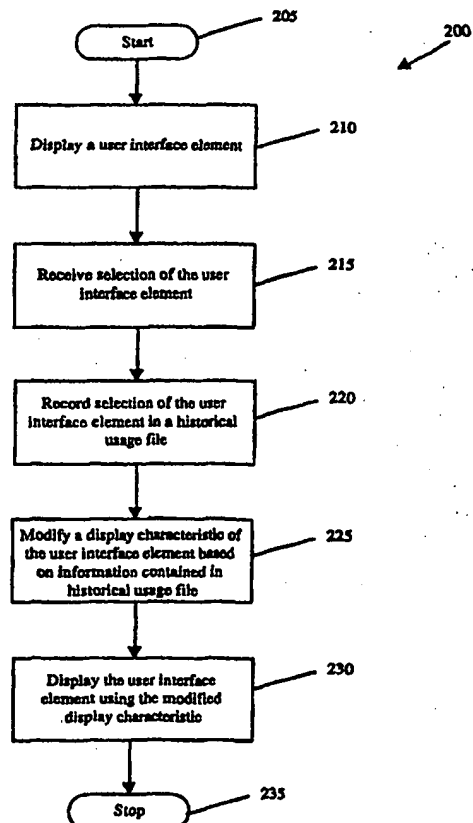 205
Start
200
Display a user interface element
210
Receive selection of the user
interface element
215
Record selection of the user
interface element in a historical
usage file
220
Modify a display characteristic of
the user interface element based
on information contained in
historical usage file
225
Display the user interface
element using the modified
display characteristic
230
Stop
235